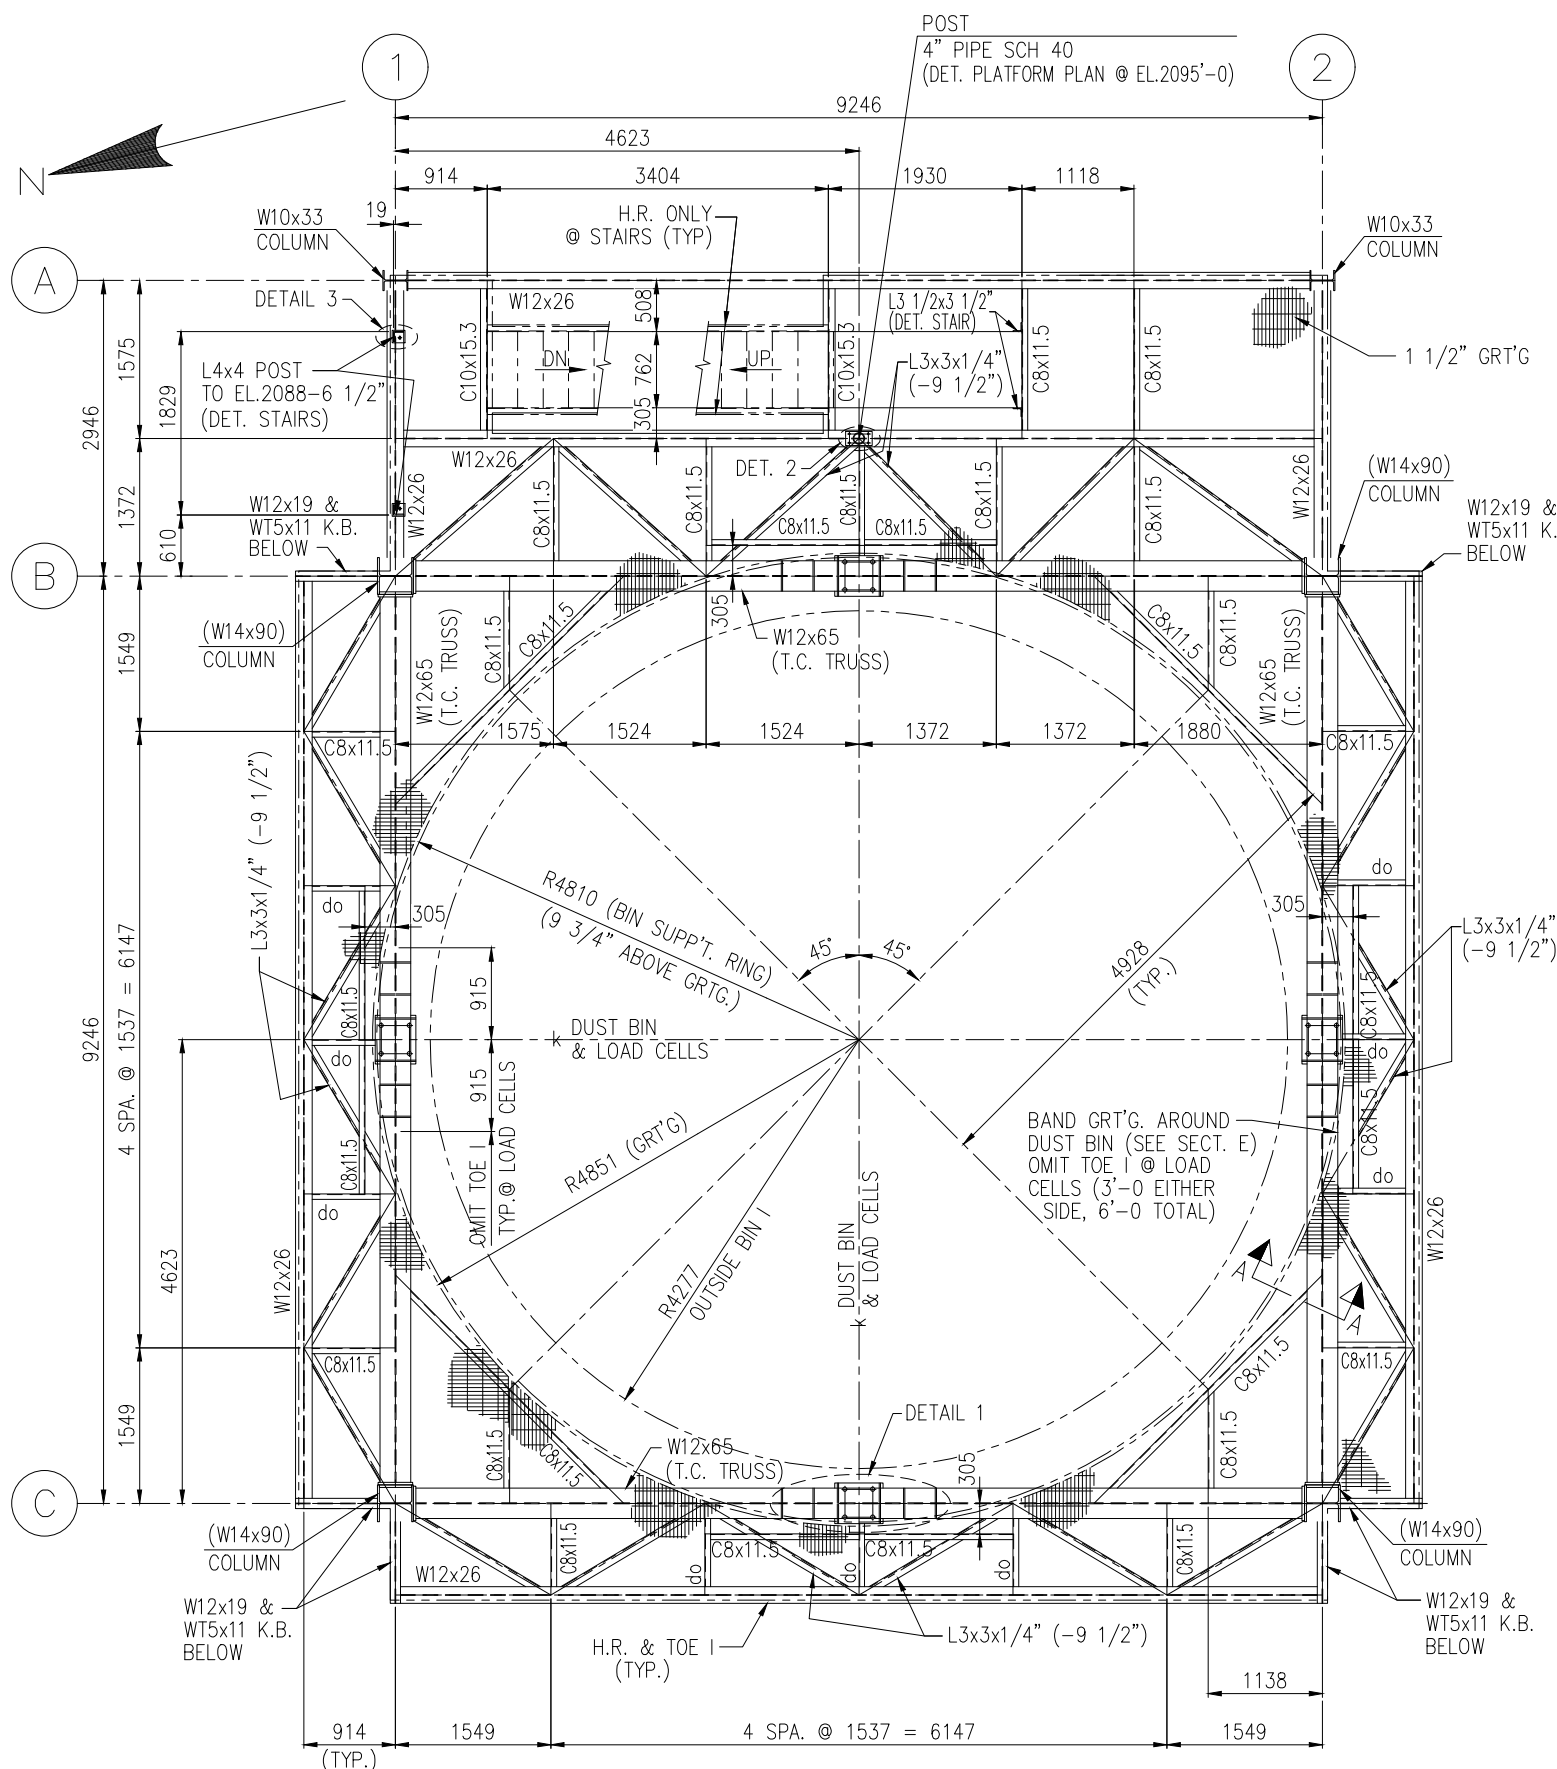 POST
4" PIPE SCH 40
(DET. PLATFORM PLAN @ EL.2095'-0)
1
2
9246
4623
914
3404
1930
1118
N
19
W10x33
COLUMN
H.R. ONLY
@ STAIRS (TYP)
W10x33
COLUMN
A
DETAIL 3
W12x26
508
L3 1/2x3 1/2"
(DET. STAIR)
C10x15.3
C10x15.3
C8x11.5
C8x11.5
1575
1829
2946
DN
UP
762
L3x3x1/4"
(-9 1/2")
1 1/2" GRT'G
L4x4 POST
TO EL.2088-6 1/2"
(DET. STAIRS)
305
W12x26
DET. 2
W12x26
C8x11.5
C8x11.5
C8x11.5
C8x11.5
C8x11.5
W12x26
C8x11.5
C8x11.5
(W14x90)
COLUMN
W12x19 &
WT5x11 K.B.
BELOW
W12x19 &
WT5x11 K.
BELOW
1372
610
B
305
W12x65
(T.C. TRUSS)
(W14x90)
COLUMN
W12x65
(T.C. TRUSS)
C8x11.5
C8x11.5
C8x11.5
C8x11.5
W12x65
(T.C. TRUSS)
1549
1575
1524
1524
1372
1372
1880
C8x11.5
C8x11.5
L3x3x1/4" (-9 1/2")
do
305
R4810 (BIN SUPP'T. RING)
(9 3/4" ABOVE GRTG.)
45°
45°
4928
(TYP.)
do
305
L3x3x1/4"
(-9 1/2")
C8x11.5
C8x11.5
915
DUST BIN
& LOAD CELLS
do
do
4 SPA. @ 1537 = 6147
9246
915
OMIT TOE
TYP.@ LOAD CELLS
C8x11.5
C8x11.5
R4851 (GRT'G)
BAND GRT'G. AROUND
DUST BIN (SEE SECT. E)
OMIT TOE @ LOAD
CELLS (3'-0 EITHER
SIDE, 6'-0 TOTAL)
do
do
W12x26
W12x26
4623
R4277
OUTSIDE BIN
DUST BIN
& LOAD CELLS
A
A
C8x11.5
C8x11.5
C8x11.5
1549
DETAIL 1
C8x11.5
C8x11.5
W12x65
(T.C. TRUSS)
305
C8x11.5
C
(W14x90)
COLUMN
(W14x90)
COLUMN
C8x11.5
C8x11.5
C8x11.5
C8x11.5
W12x26
do
do
do
W12x19 &
WT5x11 K.B.
BELOW
W12x19 &
WT5x11 K.B.
BELOW
H.R. & TOE
(TYP.)
L3x3x1/4" (-9 1/2")
1138
914
(TYP.)
1549
4 SPA. @ 1537 = 6147
1549